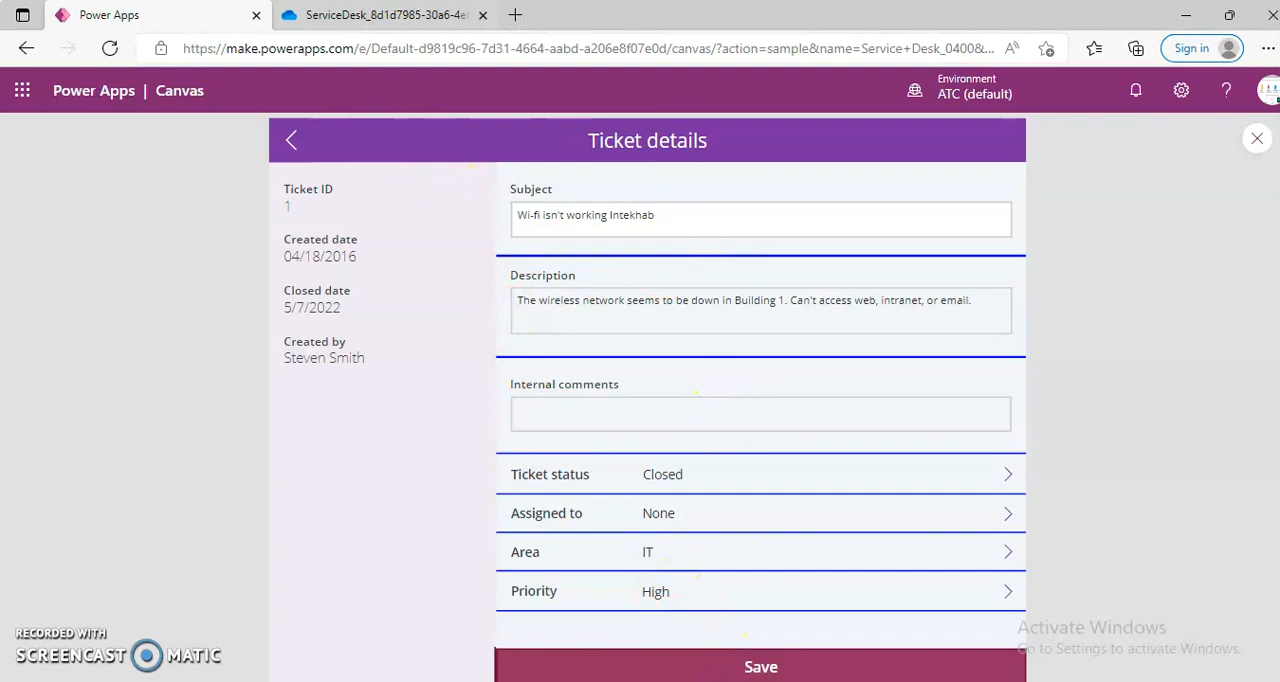 Power Apps
ServiceDesk_8d1d7985-30a6-4e
https://make.powerapps.com/e/Default-d9819c96-7d31-4664-aabd-a206e8f07e0d/canvas/?action=sample&name=Service+Desk_0400&...
Sign in
Power Apps | Canvas
Environment
ATC (default)
Ticket details
Ticket ID
1
Created date
04/18/2016
Closed date
5/7/2022
Created by
Steven Smith
Subject
Wi-fi isn't working Intekhab
Description
The wireless network seems to be down in Building 1. Can't access web, intranet, or email.
Internal comments
Ticket status Closed
Assigned to None
Area IT
Priority High
Save
Activate Windows
Go to Settings to activate Windows.
RECORDED WITH
SCREENCAST MATIC